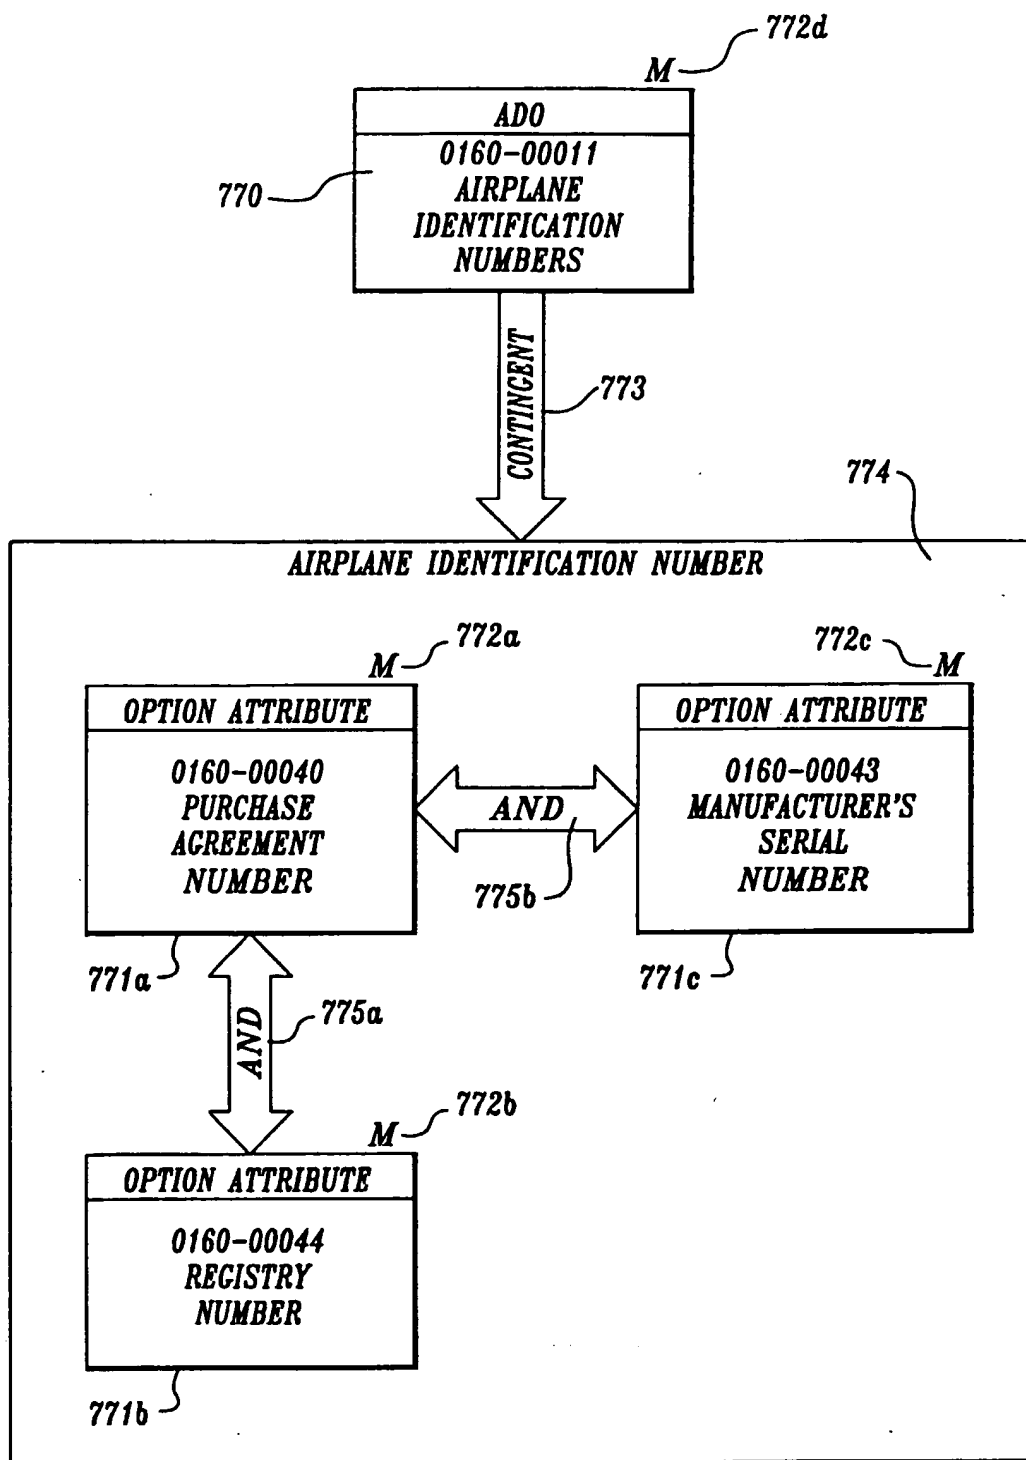 772d
M
ADO
0160-00011
AIRPLANE
IDENTIFICATION
NUMBERS
770
CONTINGENT
773
774
AIRPLANE IDENTIFICATION NUMBER
772a
M
772c
M
OPTION ATTRIBUTE
0160-00040
PURCHASE
AGREEMENT
NUMBER
AND
775b
OPTION ATTRIBUTE
0160-00043
MANUFACTURER'S
SERIAL
NUMBER
771a
771c
AND
775a
772b
M
OPTION ATTRIBUTE
0160-00044
REGISTRY
NUMBER
771b